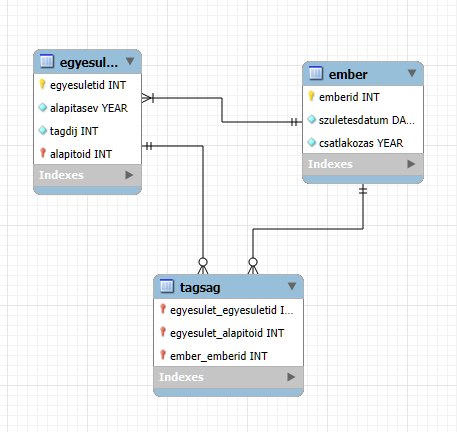 egyesul...
egyesuletid INT
alapitasev YEAR
tagdij INT
alapitoid INT
Indexes
ember
emberid INT
szuletesdatum DA...
csatlakozas YEAR
Indexes
tagsag
egyesulet_egyesuletid I...
egyesulet_alapitoid INT
ember_emberid INT
Indexes